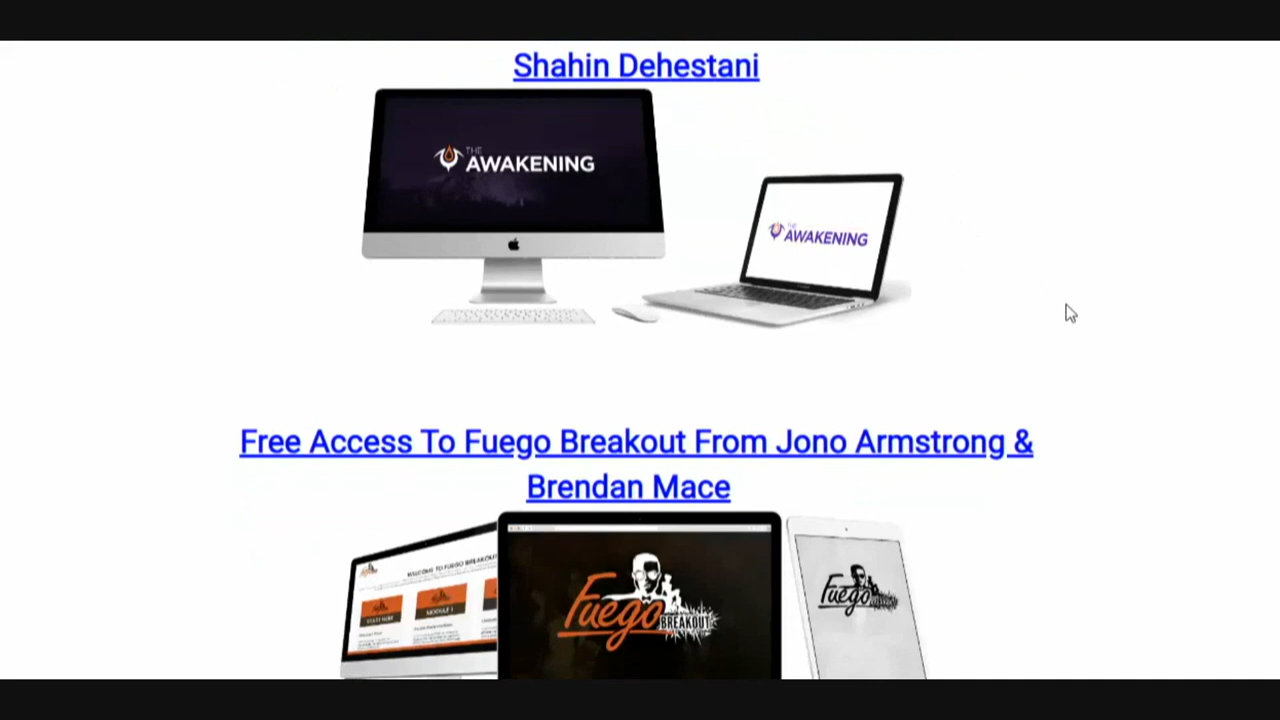 Shahin Dehestani
THE
AWAKENING
THE
AWAKENING
Free Access To Fuego Breakout From Jono Armstrong &
Brendan Mace
WELCOME TO FUEGO BREAKOUT
START HERE
MODULE 1
Fuego
BREAKOUT
Fuego